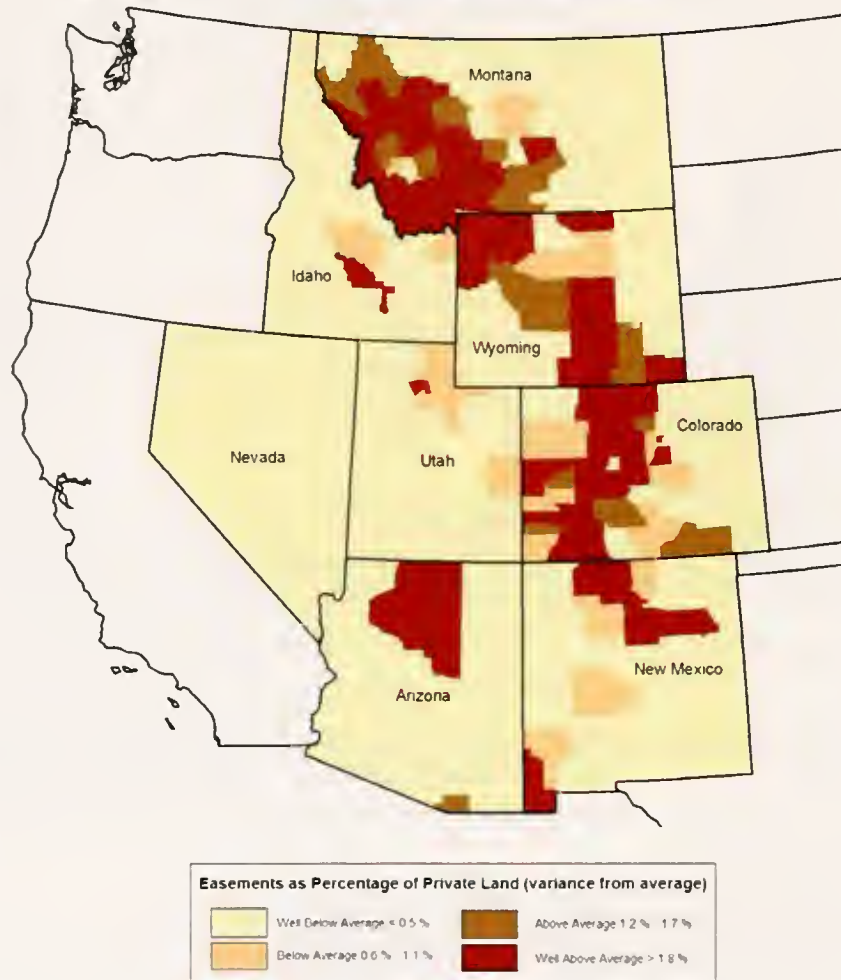 Montana
Idaho
Wyoming
Colorado
Nevada
Utah
New Mexico
Arizona
Easements as Percentage of Private Land (variance from average)
Well Below Average < 0.5 %
Above Average 1.2 % 1.7 %
Below Average 0.6 % 1.1 %
Well Above Average > 1.8 %